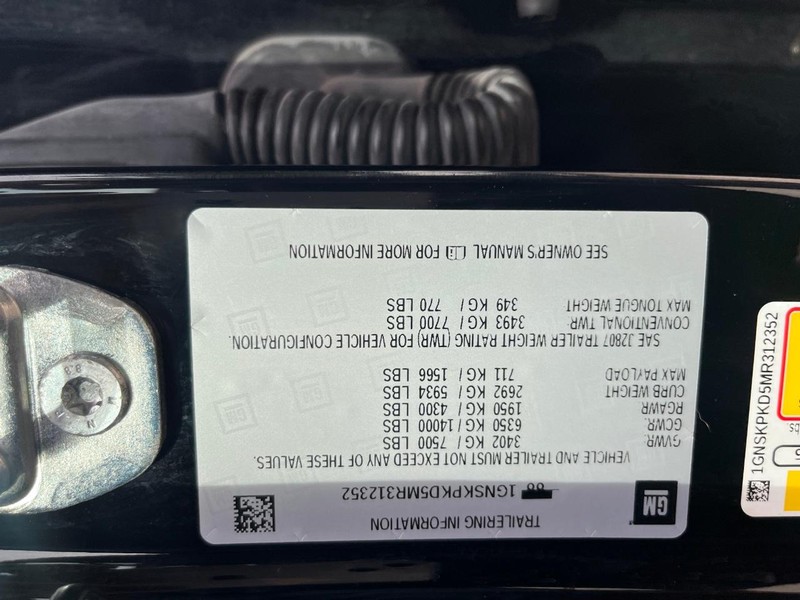 TRAILERING INFORMATION
GM 88 1GNSKPKD5MR312352
VEHICLE AND TRAILER MUST NOT EXCEED ANY OF THESE VALUES.
GVWR: 3402 KG / 7500 LBS
GCWR: 6350 KG /14000 LBS
RGAWR 1950 KG / 4300 LBS
CURB WEIGHT 2692 KG / 5934 LBS
MAX PAYLOAD 711 KG / 1566 LBS
SAE J2807 TRAILER WEIGHT RATING (TWR) FOR VEHICLE CONFIGURATION.
CONVENTIONAL TWR: 3493 KG / 7700 LBS
MAX TONGUE WEIGHT 349 KG / 770 LBS
SEE OWNER'S MANUAL FOR MORE INFORMATION
1GNSKPKD5MR312352
lbs.
5